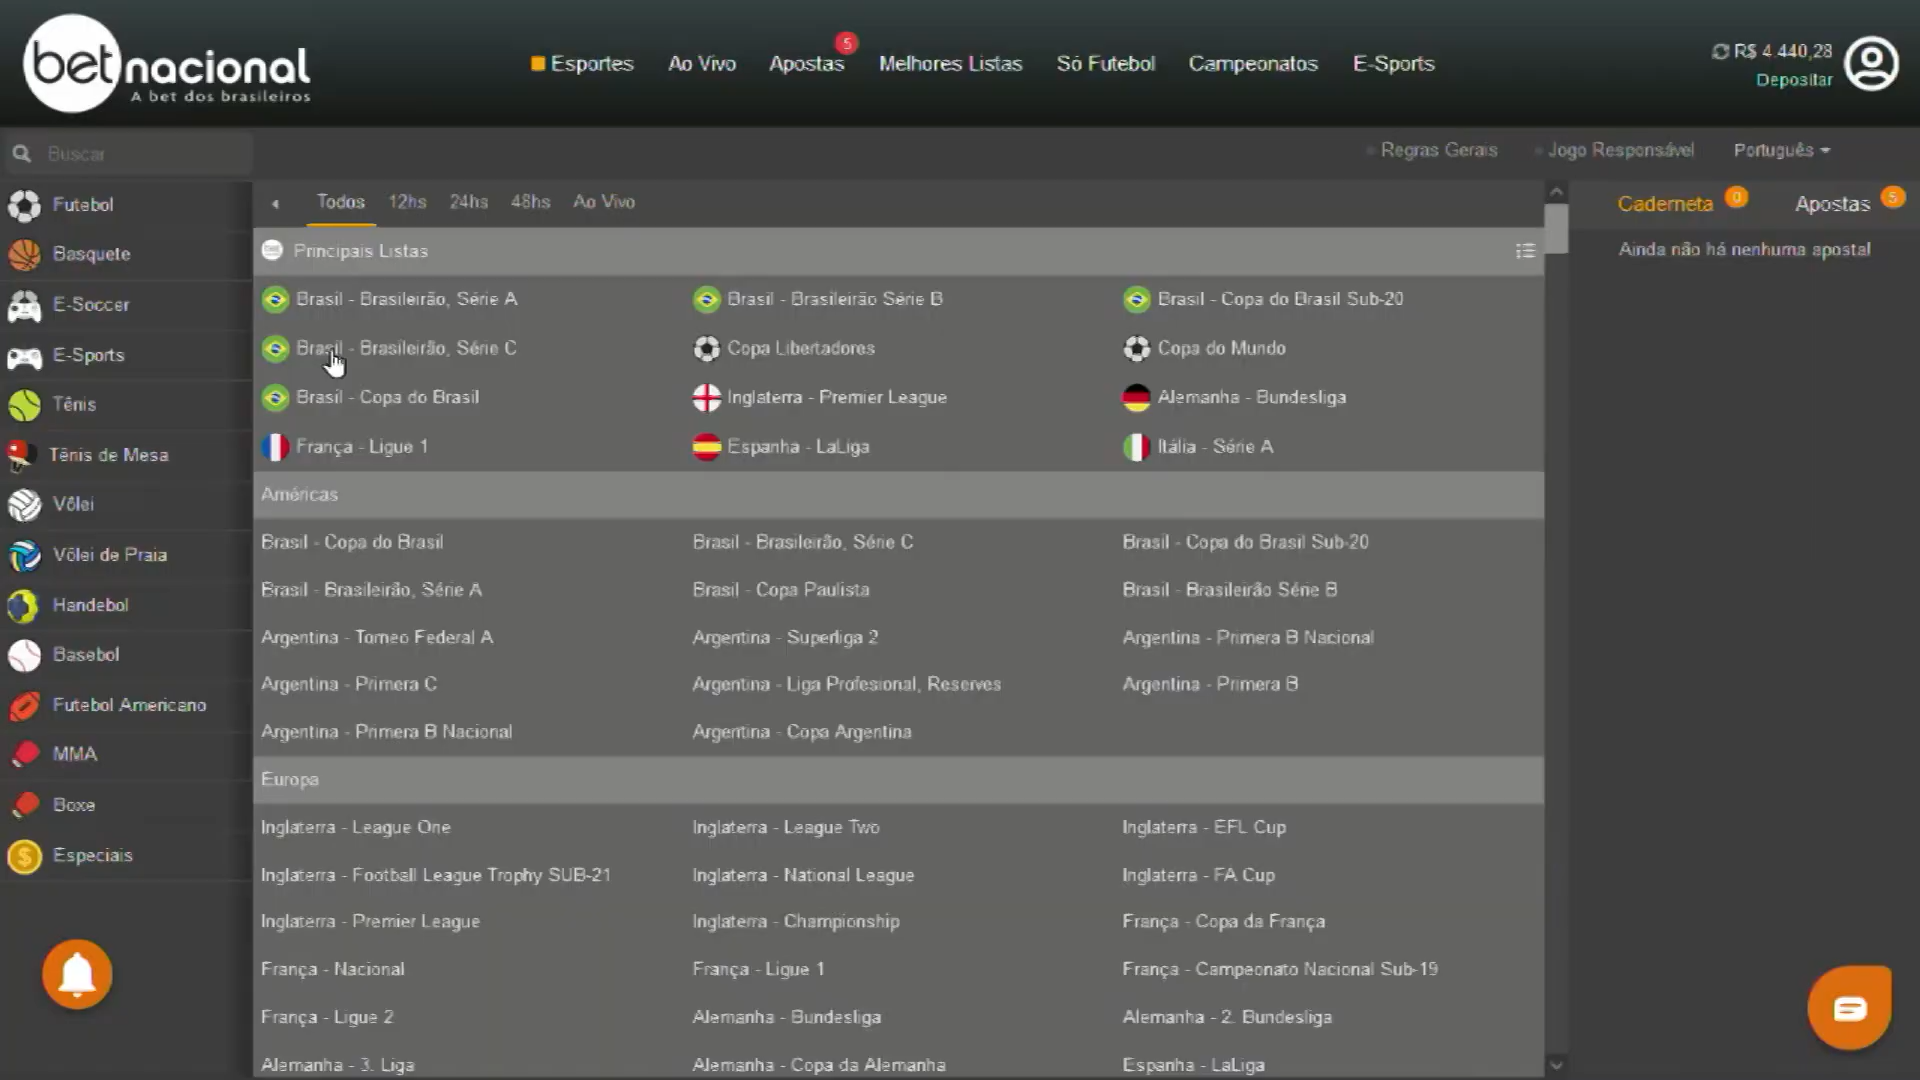 betnacional
A bet dos brasileiros
Esportes Ao Vivo Apostas 5 Melhores Listas Só Futebol Campeonatos E-Sports
R$ 4.440,28
Depositar
Buscar
Regras Gerais Jogo Responsável Português
Futebol
Basquete
E-Soccer
E-Sports
Tênis
Tênis de Mesa
Vôlei
Vôlei de Praia
Handebol
Basebol
Futebol Americano
MMA
Boxe
Especiais
Todos 12hs 24hs 48hs Ao Vivo
Principais Listas
Brasil - Brasileirão, Série A Brasil - Brasileirão Série B Brasil - Copa do Brasil Sub-20
Brasil - Brasileirão, Série C Copa Libertadores Copa do Mundo
Brasil - Copa do Brasil Inglaterra - Premier League Alemanha - Bundesliga
França - Ligue 1 Espanha - LaLiga Itália - Série A
Américas
Brasil - Copa do Brasil Brasil - Brasileirão, Série C Brasil - Copa do Brasil Sub-20
Brasil - Brasileirão, Série A Brasil - Copa Paulista Brasil - Brasileirão Série B
Argentina - Torneo Federal A Argentina - Superliga 2 Argentina - Primera B Nacional
Argentina - Primera C Argentina - Liga Profesional, Reserves Argentina - Primera B
Argentina - Primera B Nacional Argentina - Copa Argentina
Europa
Inglaterra - League One Inglaterra - League Two Inglaterra - EFL Cup
Inglaterra - Football League Trophy SUB-21 Inglaterra - National League Inglaterra - FA Cup
Inglaterra - Premier League Inglaterra - Championship França - Copa da França
França - Nacional França - Ligue 1 França - Campeonato Nacional Sub-19
França - Ligue 2 Alemanha - Bundesliga Alemanha - 2. Bundesliga
Alemanha - 3. Liga Alemanha - Copa da Alemanha Espanha - LaLiga
Caderneta 0 Apostas 5
Ainda não há nenhuma aposta!